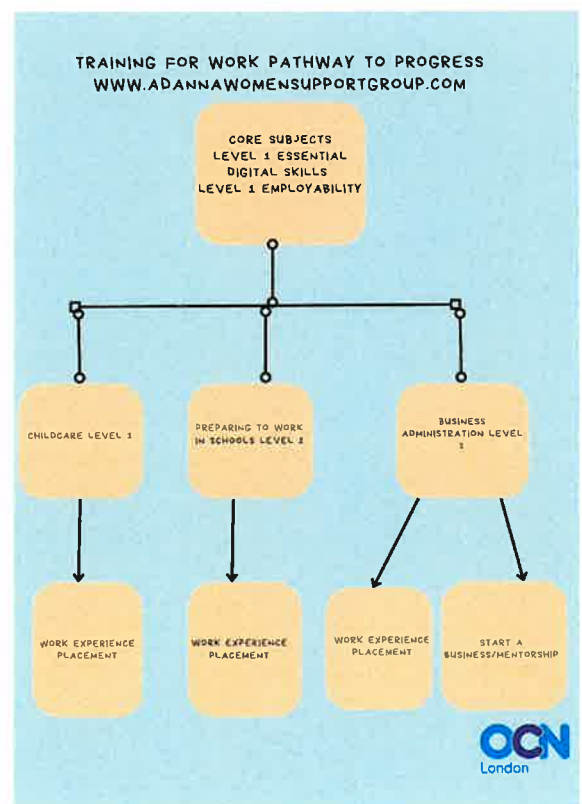 TRAINING FOR WORK PATHWAY TO PROGRESS
WWW.ADANNAWOMENSUPPORTGROUP.COM
CORE SUBJECTS
LEVEL 1 ESSENTIAL
DIGITAL SKILLS
LEVEL 1 EMPLOYABILITY
CHILDCARE LEVEL 1
PREPARING TO WORK
IN SCHOOLS LEVEL
BUSINESS
ADMINISTRATION LEVEL
WORK EXPERIENCE
PLACEMENT
WORK EXPERIENCE
PLACEMENT
WORK EXPERIENCE
PLACEMENT
START A
BUSINESS/MENTORSHIP
OCN
London